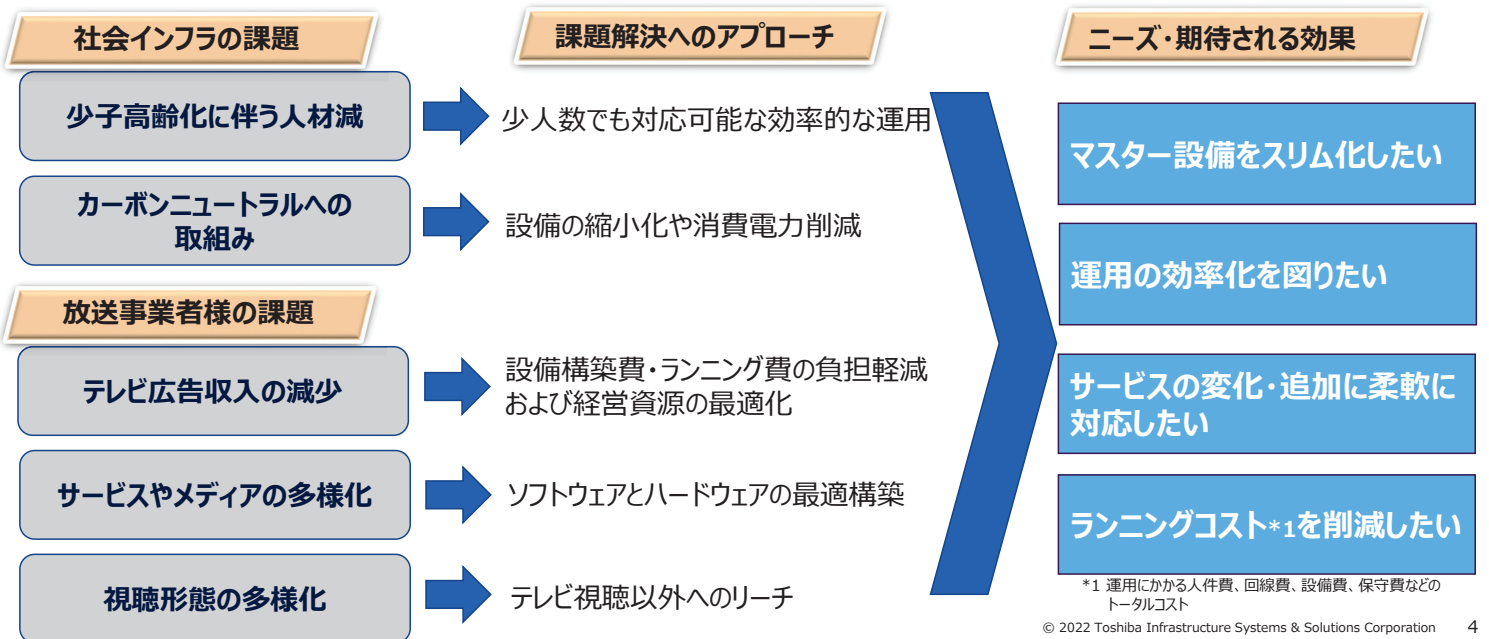 社会インフラの課題
課題解決へのアプローチ
ニーズ・期待される効果
少子高齢化に伴う人材減
少人数でも対応可能な効率的な運用
カーボンニュートラルへの
取組み
設備の縮小化や消費電力削減
放送事業者様の課題
テレビ広告収入の減少
設備構築費・ランニング費の負担軽減
および経営資源の最適化
サービスやメディアの多様化
ソフトウェアとハードウェアの最適構築
視聴形態の多様化
テレビ視聴以外へのリーチ
マスター設備をスリム化したい
運用の効率化を図りたい
サービスの変化・追加に柔軟に
対応したい
ランニングコスト*1を削減したい
*1 運用にかかる人件費、回線費、設備費、保守費などの
トータルコスト
© 2022 Toshiba Infrastructure Systems & Solutions Corporation 4